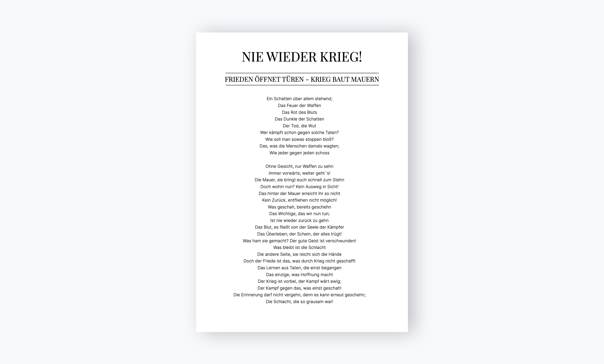 NIE WIEDER KRIEG!
FRIEDEN ÖFFNET TÜREN – KRIEG BAUT MAUERN
Ein Schatten über allem stehend;
Das Feuer der Waffen
Das Rot des Bluts
Das Dunkle der Schatten
Der Tod, die Wut
Wer kämpft schon gegen solche Taten?
Wie soll man sowas stoppen bloß?
Das, was die Menschen damals wagten;
Wie jeder gegen jeden schoss
Ohne Gesicht, nur Waffen zu sehn
Immer vorwärts; weiter geht´s!
Die Mauer, sie bringt euch schnell zum Stehn
Doch wohin nun? Kein Ausweg in Sicht!
Das hinter der Mauer erreicht ihr so nicht
Kein Zurück, entfliehen nicht möglich!
Was geschah, bereits geschehn
Das Wichtige, das wir nun tun;
Ist nie wieder zurück zu gehn
Das Blut, es fließt von der Seele der Kämpfer
Das Überleben; der Schein, der alles trügt!
Was ham sie gemacht? Der gute Geist ist verschwunden!
Was bleibt ist die Schlacht
Die andere Seite, sie reicht sich die Hände
Doch der Friede ist das, was durch Krieg nicht geschafft!
Das Lernen aus Taten, die einst begangen
Das einzige, was Hoffnung macht
Der Krieg ist vorbei, der Kampf wärt ewig;
Der Kampf gegen das, was einst geschah!
Die Erinnerung darf nicht vergehn, denn es kann erneut geschehn;
Die Schlacht, die so grausam war!